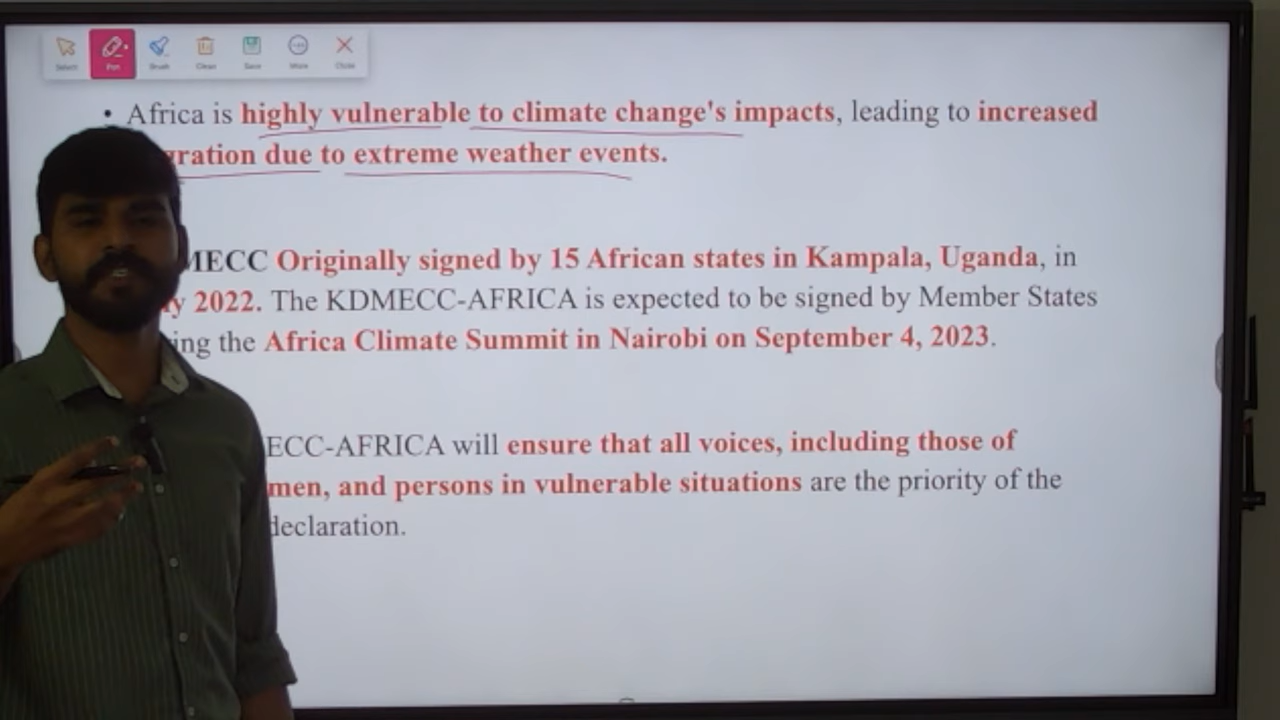 Select Pen Brush Clean Save More Close
• Africa is highly vulnerable to climate change's impacts, leading to increased
gration due to extreme weather events.
MECC Originally signed by 15 African states in Kampala, Uganda, in
y 2022. The KDMECC-AFRICA is expected to be signed by Member States
ing the Africa Climate Summit in Nairobi on September 4, 2023.
ECC-AFRICA will ensure that all voices, including those of
men, and persons in vulnerable situations are the priority of the
declaration.